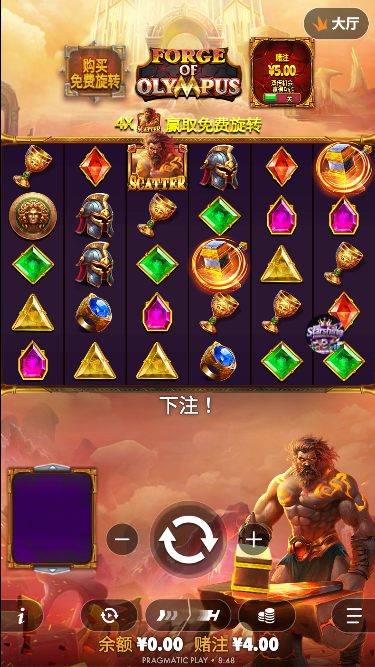 大厅
购买
免费旋转
FORGE
OF
OLYMPUS
赌注
¥5.00
4X SCATTER 赢取免费旋转
SCATTER
Starshine
下注！
余额 ¥0.00 赌注 ¥4.00
PRAGMATIC PLAY • 8:48